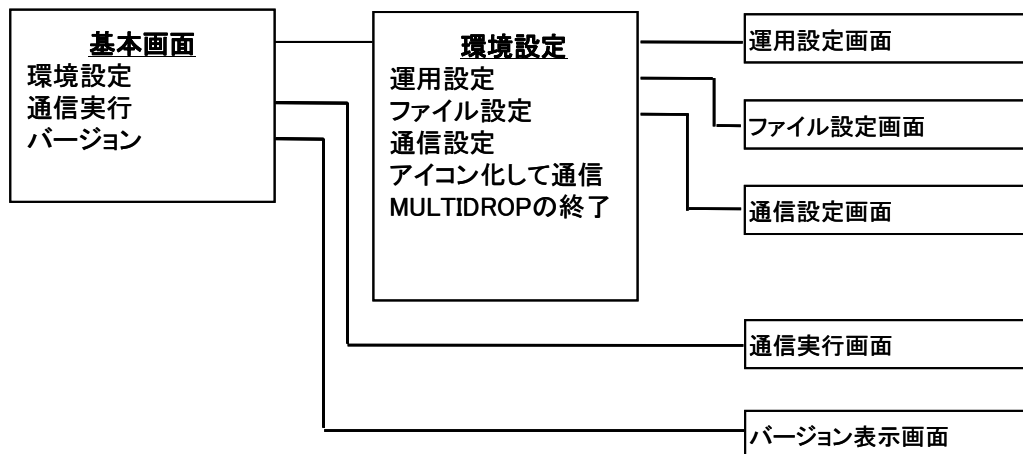 基本画面
環境設定
通信実行
バージョン
環境設定
運用設定
ファイル設定
通信設定
アイコン化して通信
MULTIDROPの終了
運用設定画面
ファイル設定画面
通信設定画面
通信実行画面
バージョン表示画面